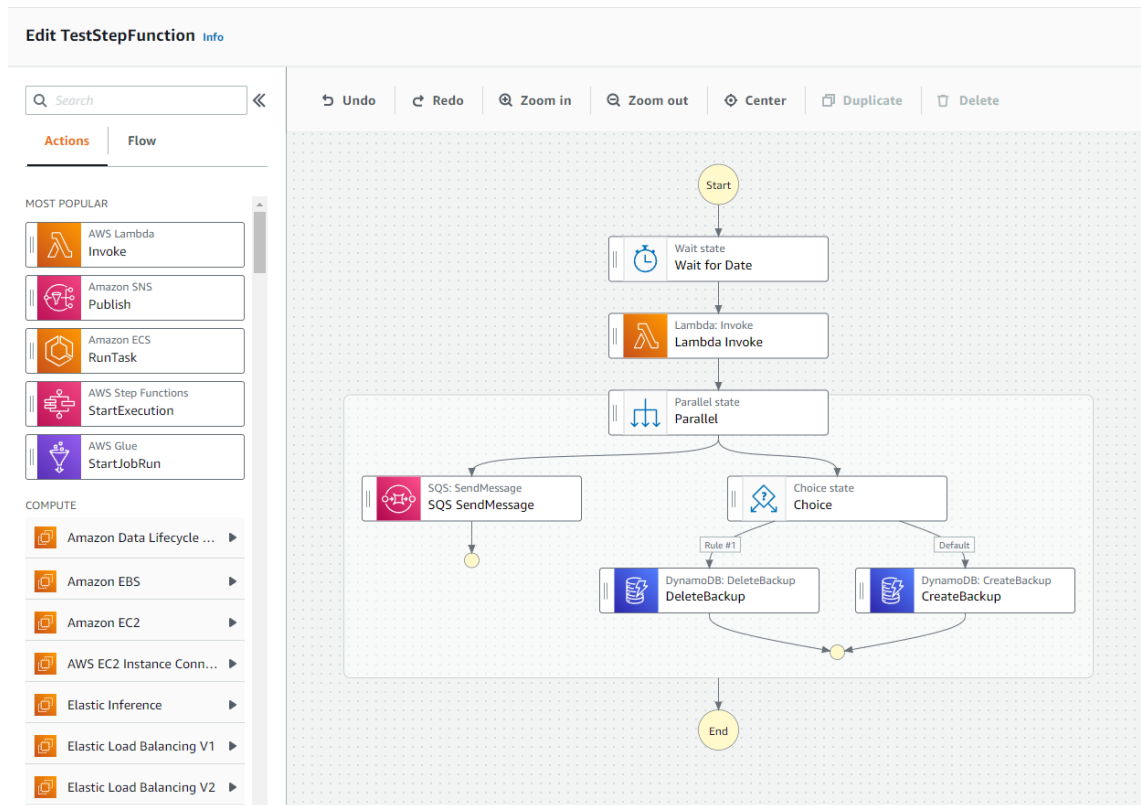 Edit TestStepFunction Info
Search
Actions Flow
MOST POPULAR
AWS Lambda
Invoke
Amazon SNS
Publish
Amazon ECS
RunTask
AWS Step Functions
StartExecution
AWS Glue
StartJobRun
COMPUTE
Amazon Data Lifecycle ...
Amazon EBS
Amazon EC2
AWS EC2 Instance Conn...
Elastic Inference
Elastic Load Balancing V1
Elastic Load Balancing V2
Undo Redo Zoom in Zoom out Center Duplicate Delete
Start
Wait state
Wait for Date
Lambda: Invoke
Lambda Invoke
Parallel state
Parallel
SQS: SendMessage
SQS SendMessage
Choice state
Choice
Rule #1
Default
DynamoDB: DeleteBackup
DeleteBackup
DynamoDB: CreateBackup
CreateBackup
End